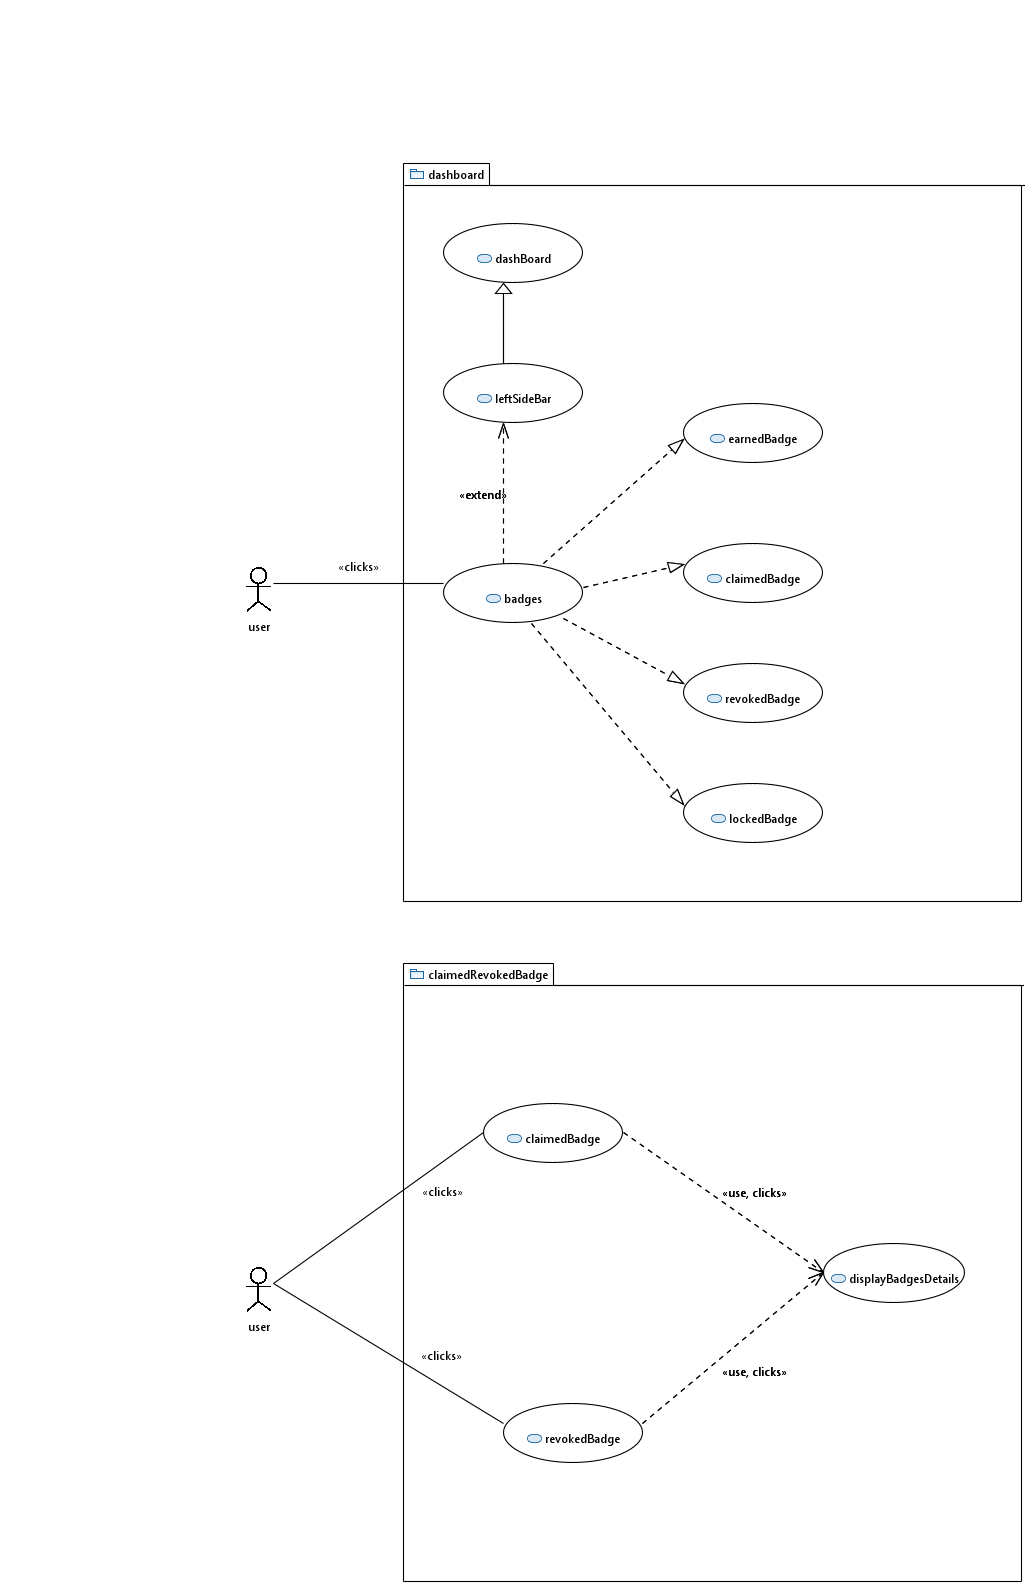 dashboard
dashBoard
leftSideBar
earnedBadge
«extend»
«clicks»
claimedBadge
badges
user
revokedBadge
lockedBadge
claimedRevokedBadge
claimedBadge
«clicks»
«use, clicks»
displayBadgesDetails
user
«clicks»
«use, clicks»
revokedBadge